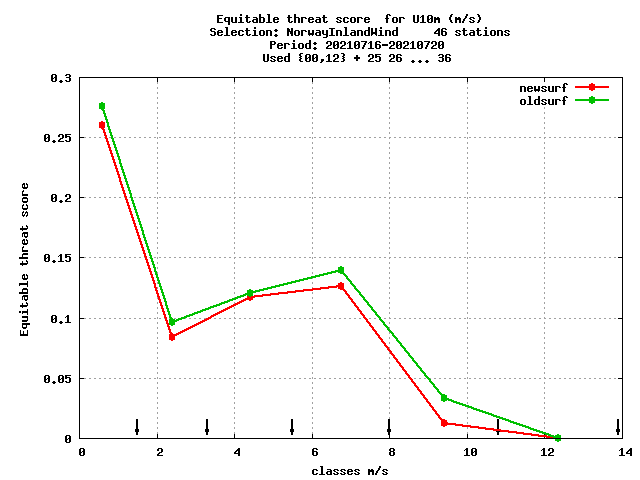 Equitable threat score  for U10m (m/s)
Selection: NorwayInlandWind     46 stations
Period: 20210716-20210720
Used {00,12} + 25 26 ... 36
newsurf
oldsurf
0.3
0.25
0.2
0.15
0.1
0.05
0
Equitable threat score
0 2 4 6 8 10 12 14
classes m/s